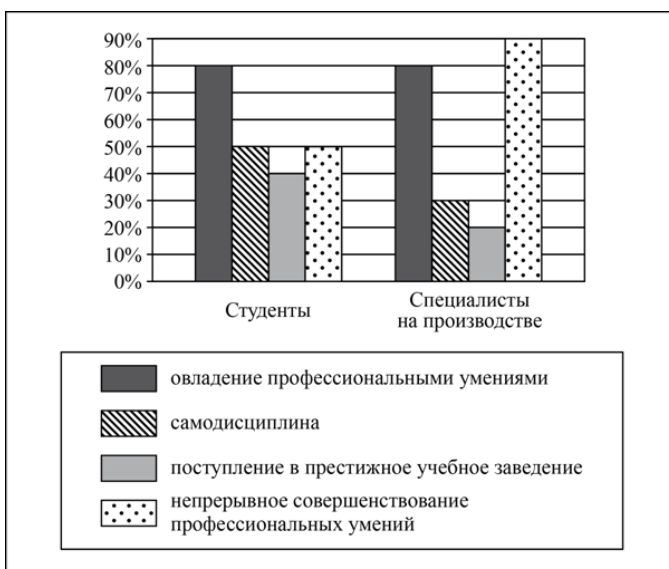 90%
80%
70%
60%
50%
40%
30%
20%
10%
0%
Студенты
Специалисты
на производстве
овладение профессиональными умениями
самодисциплина
поступление в престижное учебное заведение
непрерывное совершенствование
профессиональных умений